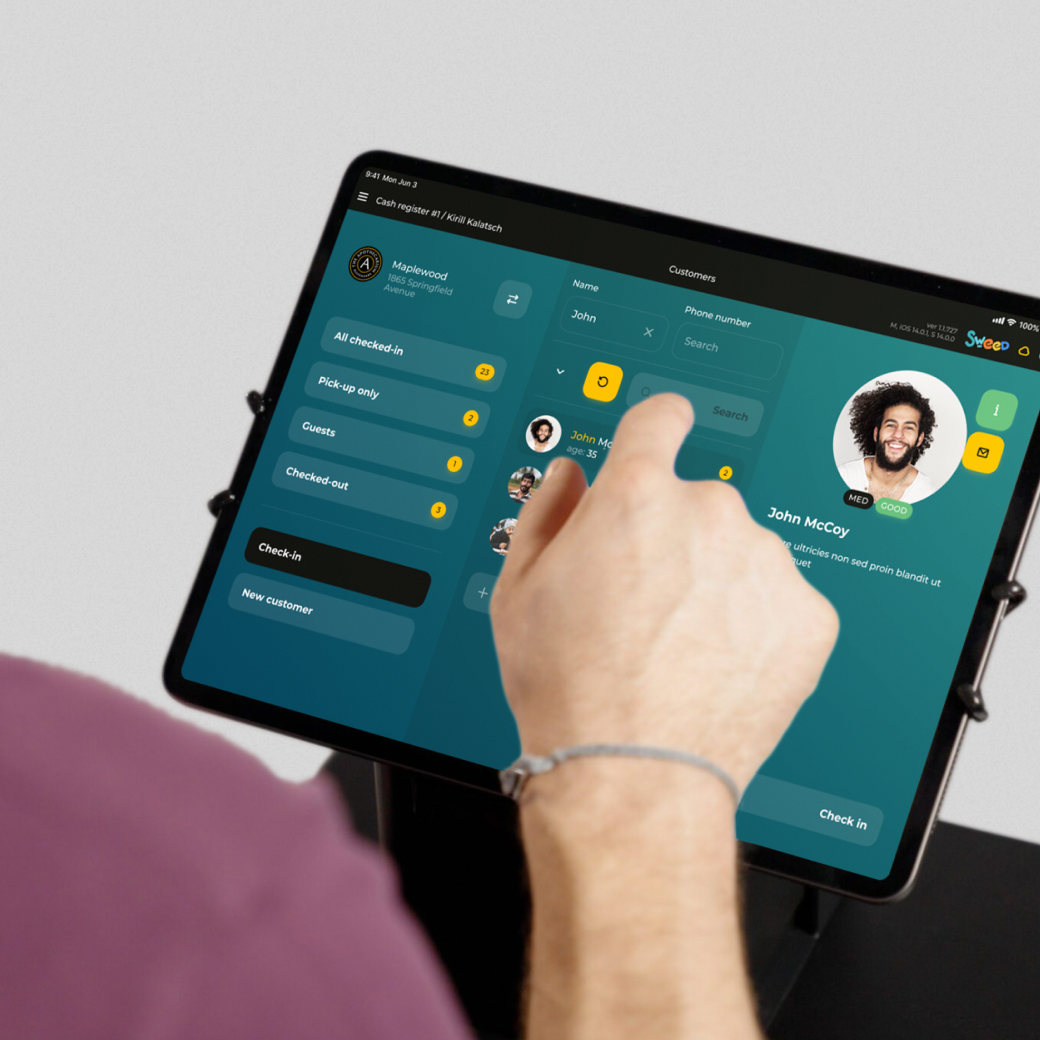 9:41 Mon Jun 3
100%
Cash register #1 / Kirill Kalatsch
Customers
ver 1.1.727
M, iOS 14.0.1, S 14.0.0
Sweed
A
Maplewood
1865 Springfield
Avenue
All checked-in
23
Pick-up only
2
Guests
1
Checked-out
3
Check-in
New customer
Name
John
Phone number
Search
Search
John Mc
age: 35
2
i
MED
GOOD
John McCoy
ultricies non sed proin blandit ut
Check in